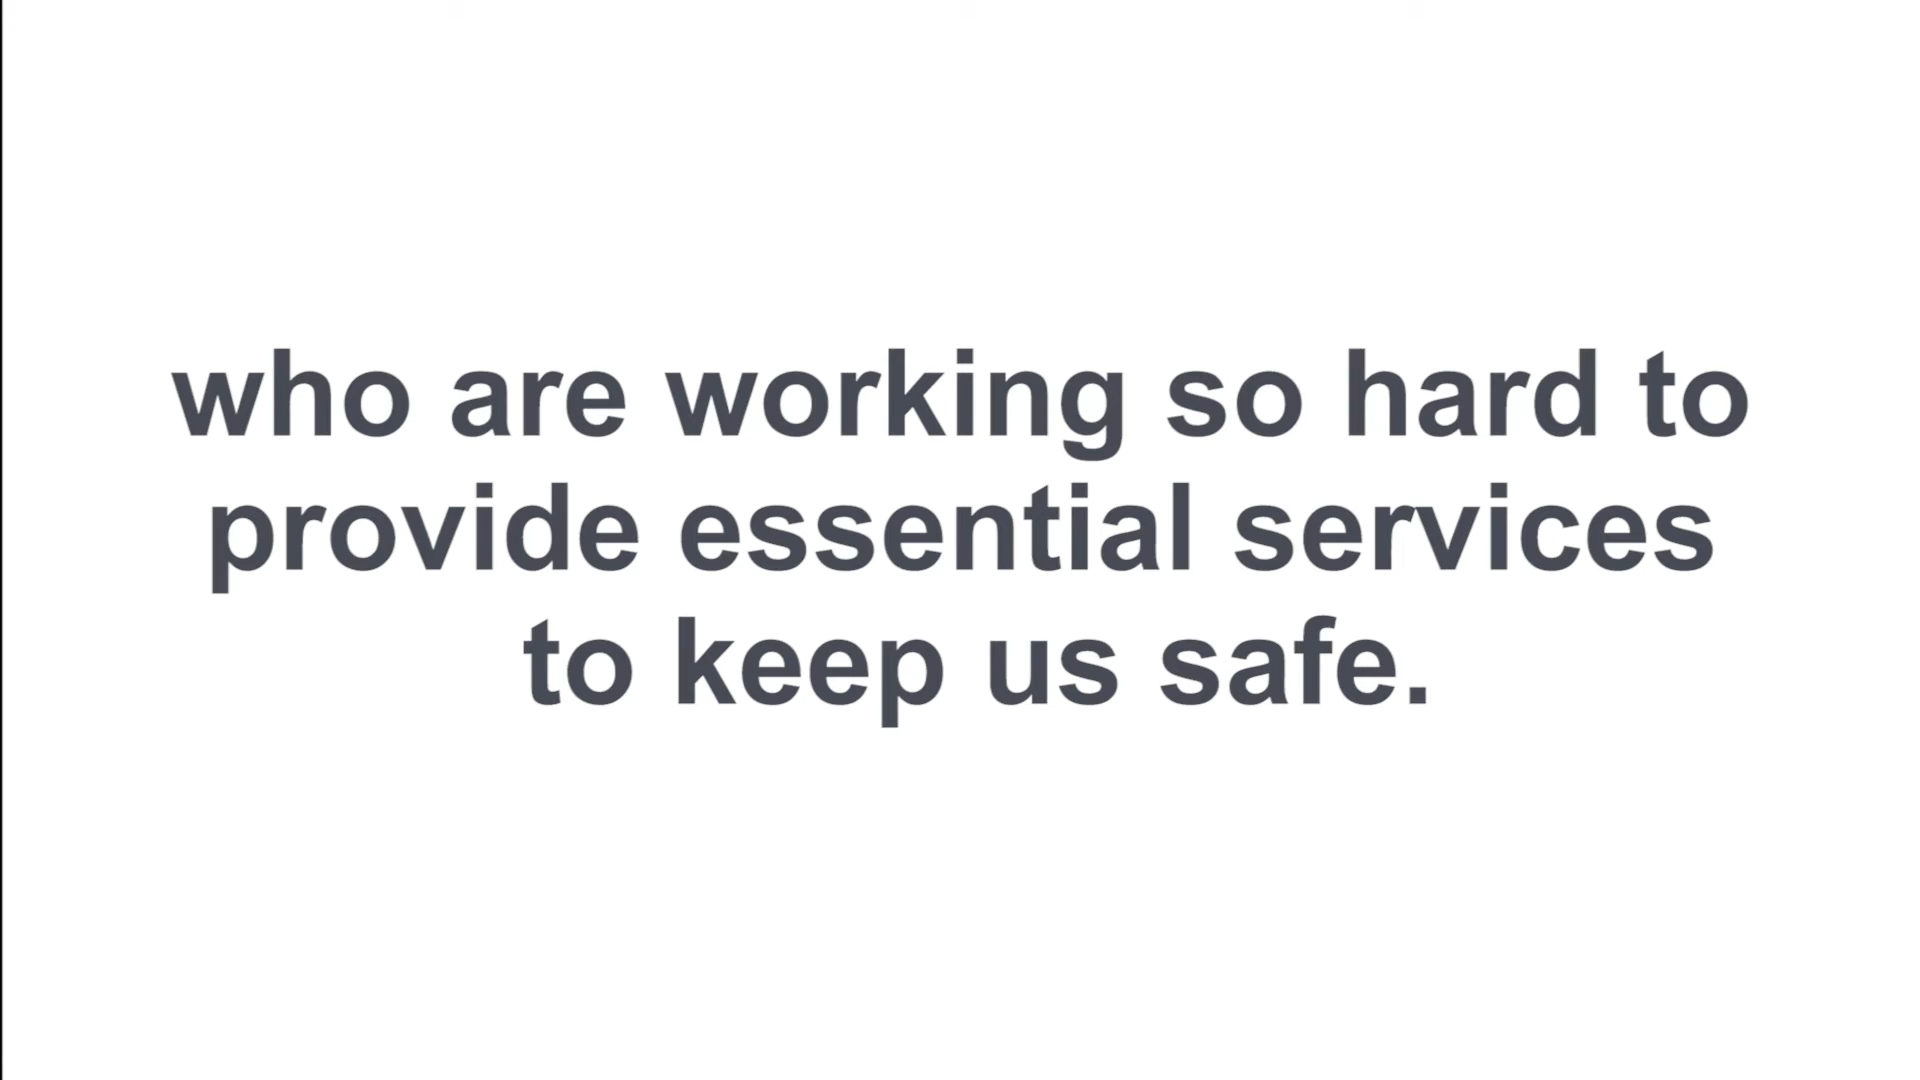 who are working so hard to
provide essential services
to keep us safe.